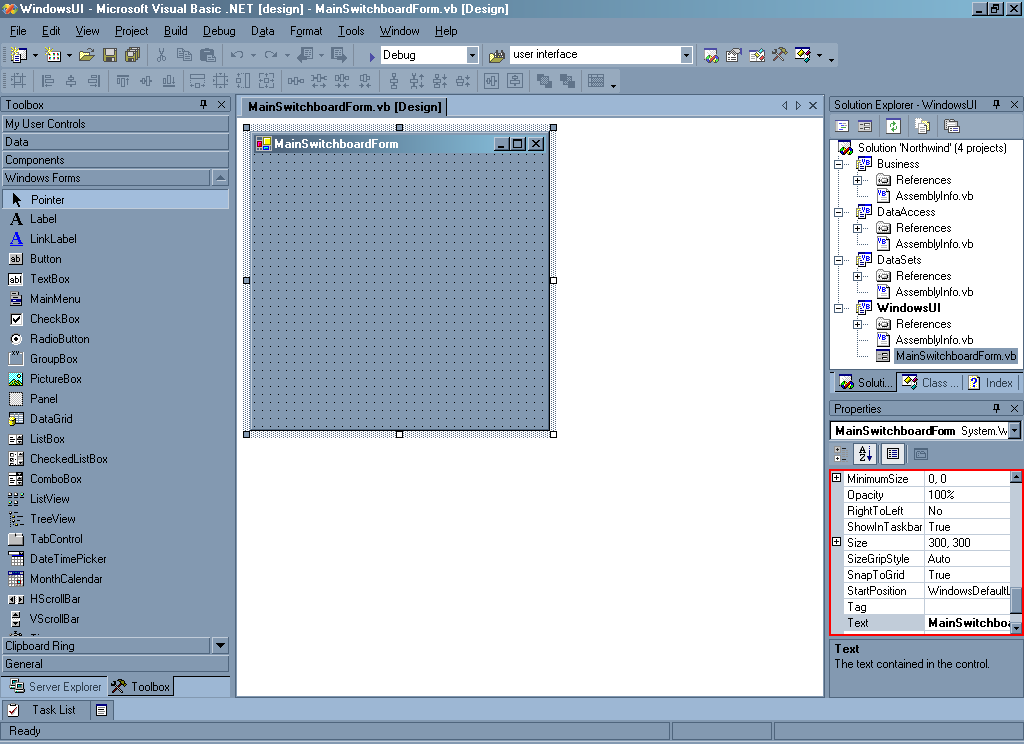 WindowsUI - Microsoft Visual Basic .NET [design] - MainSwitchboardForm.vb [Design]
File Edit View Project Build Debug Data Format Tools Window Help
Debug user interface
Toolbox
My User Controls
Data
Components
Windows Forms
Pointer
Label
LinkLabel
Button
TextBox
MainMenu
CheckBox
RadioButton
GroupBox
PictureBox
Panel
DataGrid
ListBox
CheckedListBox
ComboBox
ListView
TreeView
TabControl
DateTimePicker
MonthCalendar
HScrollBar
VScrollBar
Clipboard Ring
General
Server Explorer Toolbox
Task List
Ready
MainSwitchboardForm.vb [Design]
MainSwitchboardForm
Solution Explorer - WindowsUI
Solution 'Northwind' (4 projects)
Business
References
AssemblyInfo.vb
DataAccess
References
AssemblyInfo.vb
DataSets
References
AssemblyInfo.vb
WindowsUI
References
AssemblyInfo.vb
MainSwitchboardForm.vb
Soluti... Class ... Index
Properties
MainSwitchboardForm System.W
MinimumSize 0, 0
Opacity 100%
RightToLeft No
ShowInTaskbar True
Size 300, 300
SizeGripStyle Auto
SnapToGrid True
StartPosition WindowsDefaultL
Tag
Text MainSwitchboa
Text
The text contained in the control.